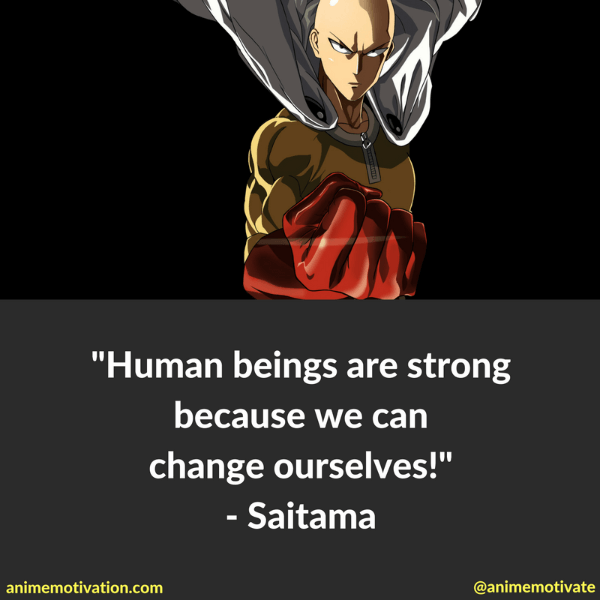 "Human beings are strong
because we can
change ourselves!"
- Saitama
animemotivation.com
@animemotivate